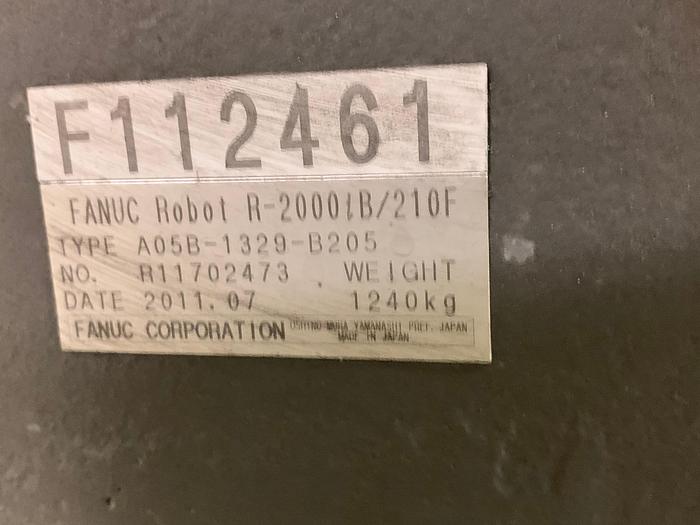 F112461
FANUC Robot R-2000iB/210F
TYPE A05B-1329-B205
NO. R11702473 WEIGHT
DATE 2011.07 1240kg
FANUC CORPORATION OSHINO-MURA YAMANASHI PREF. JAPAN
MADE IN JAPAN